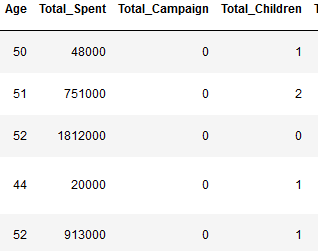 Age Total_Spent Total_Campaign Total_Children
50 48000 0 1
51 751000 0 2
52 1812000 0 0
44 20000 0 1
52 913000 0 1